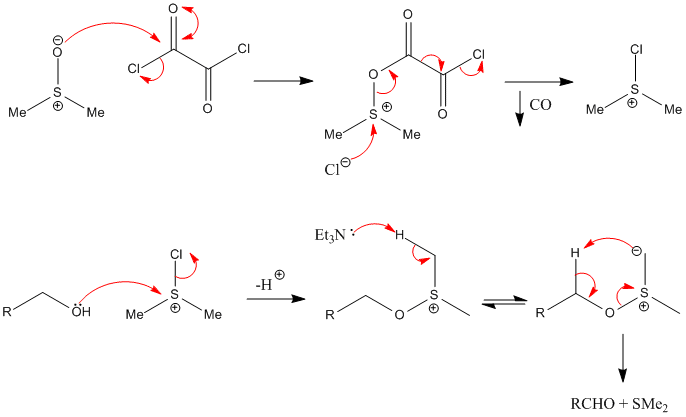 O ⊖
S ⊕
Me Me
O
Cl Cl
O
O
O Cl
O
S ⊕
Me Me
Cl ⊖
CO
Cl
S ⊕
Me Me
R OH
Cl
S ⊕
Me Me
-H ⊕
Et₃N: H
S ⊕
R O
H ⊖
S ⊕
R O
RCHO + SMe₂